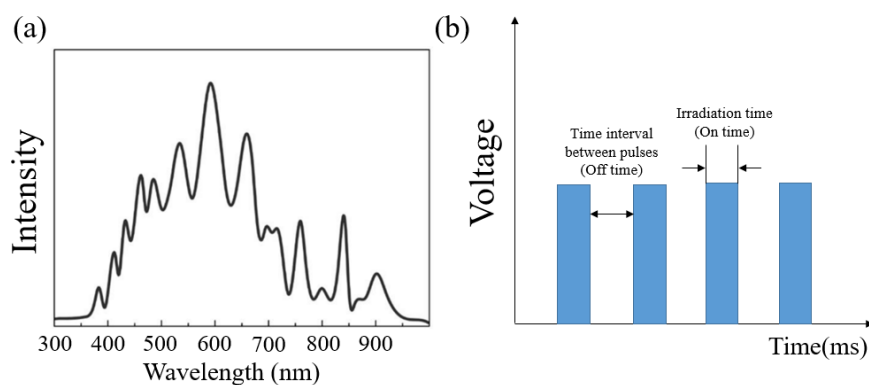 (a)
Intensity
300 400 500 600 700 800 900
Wavelength (nm)
(b)
Voltage
Time interval
between pulses
(Off time)
Irradiation time
(On time)
Time(ms)